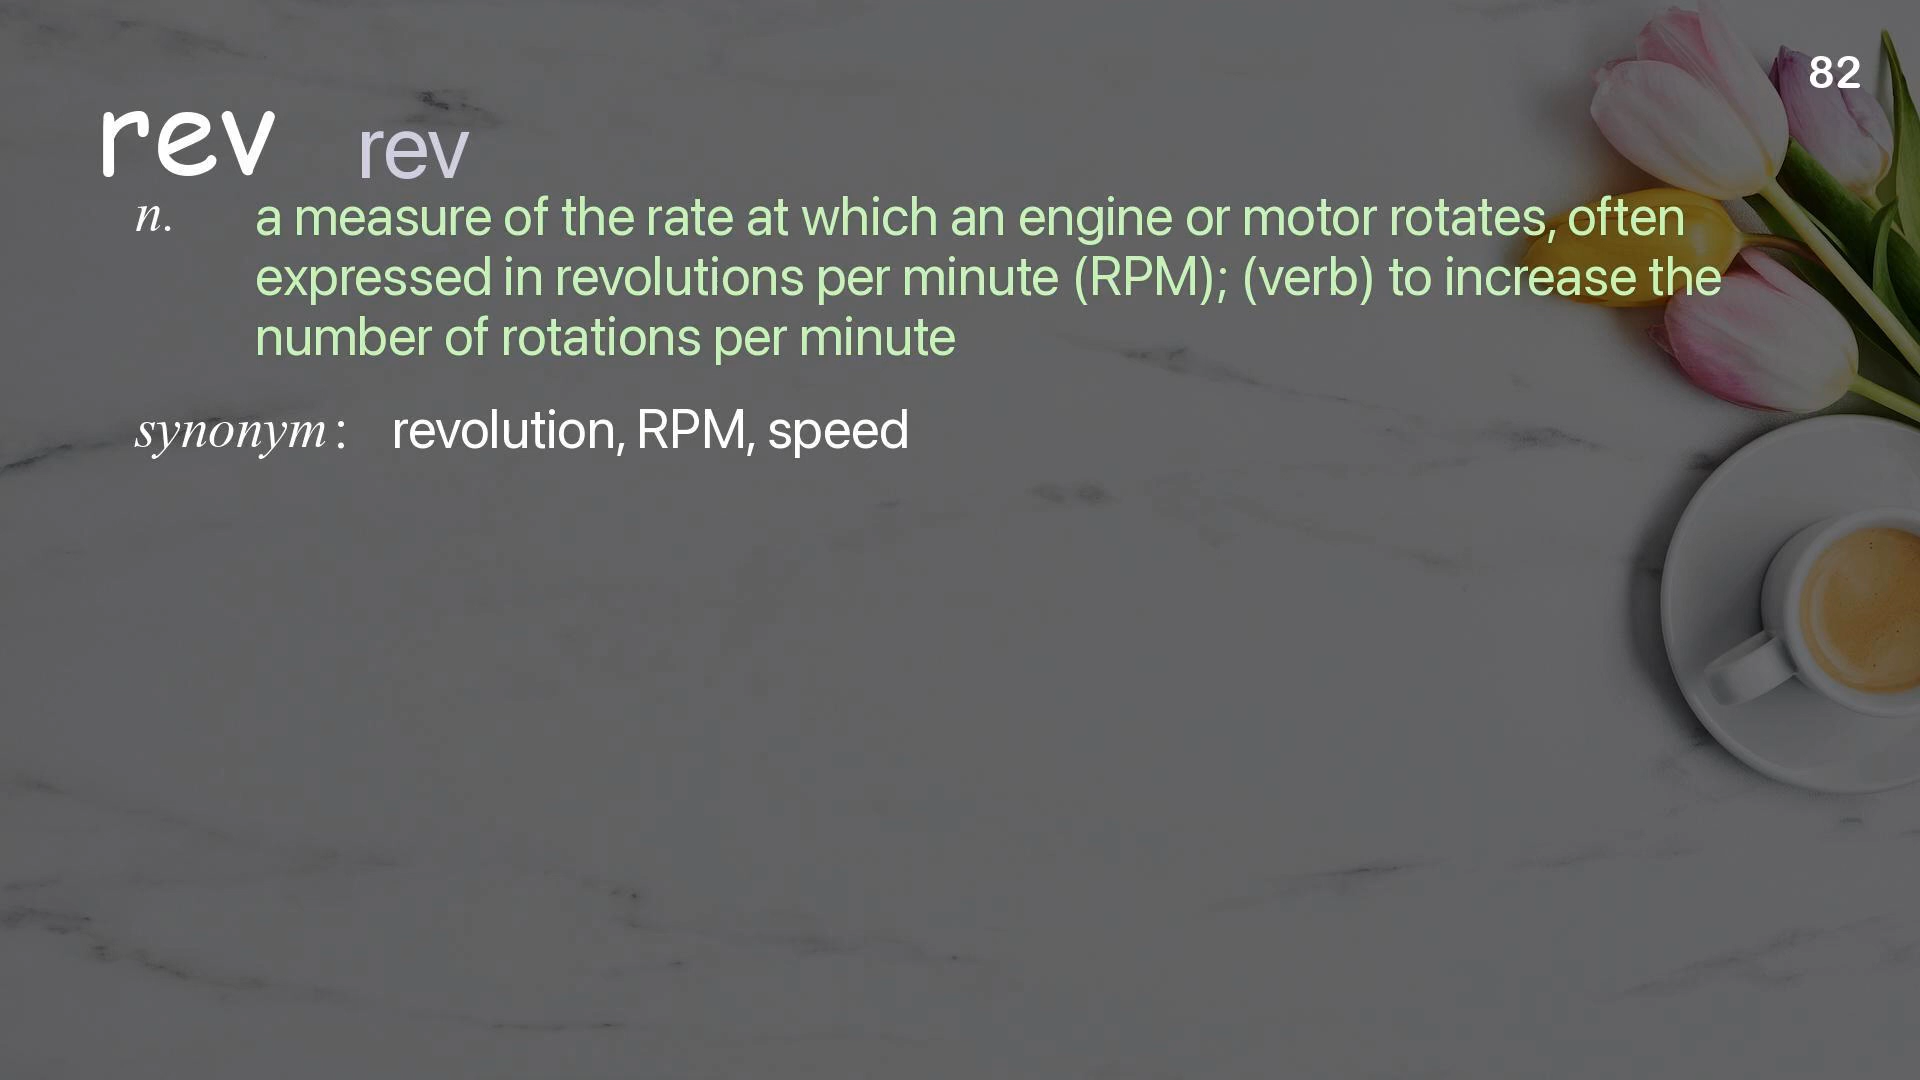 82
rev rev
n. a measure of the rate at which an engine or motor rotates, often
expressed in revolutions per minute (RPM); (verb) to increase the
number of rotations per minute
synonym: revolution, RPM, speed